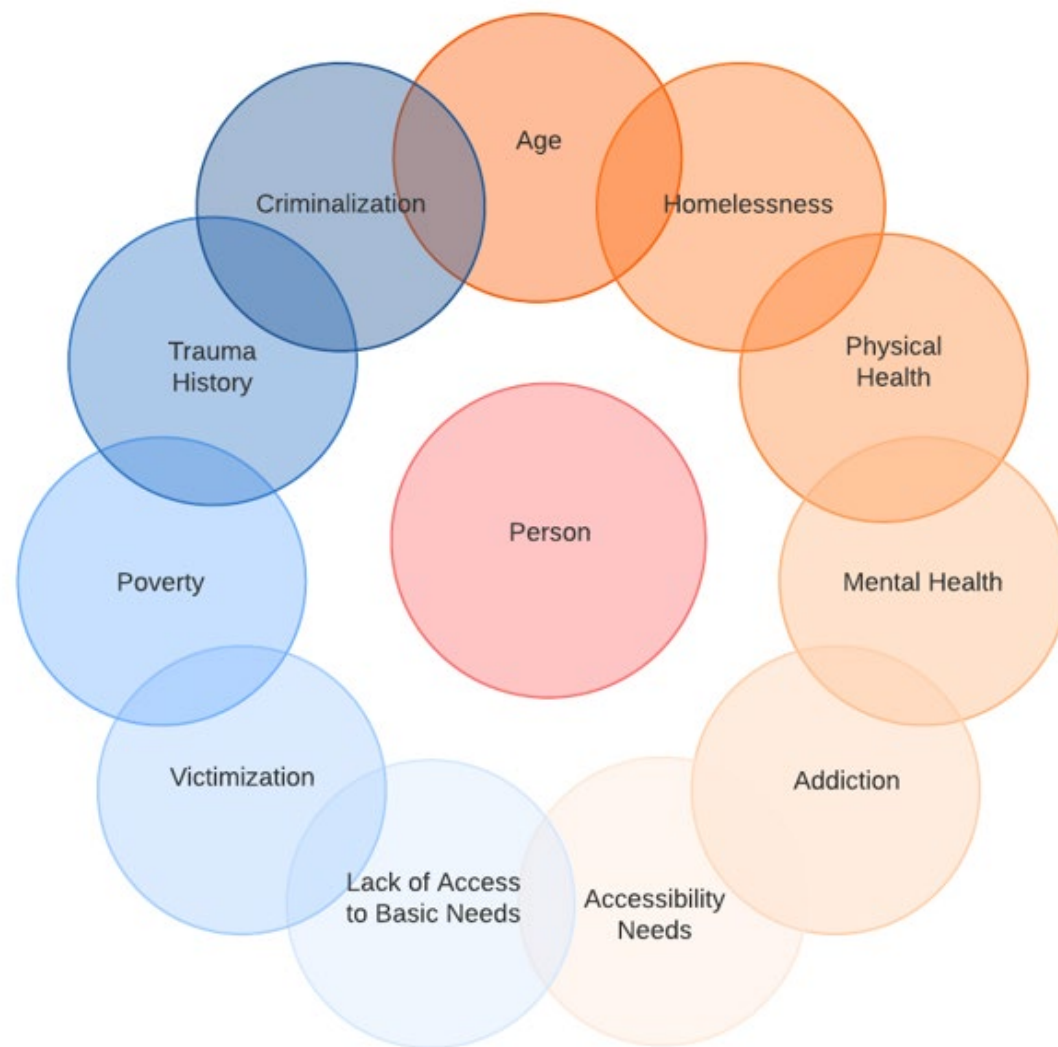 Age
Homelessness
Physical
Health
Mental Health
Addiction
Accessibility
Needs
Lack of Access
to Basic Needs
Victimization
Poverty
Trauma
History
Criminalization
Person